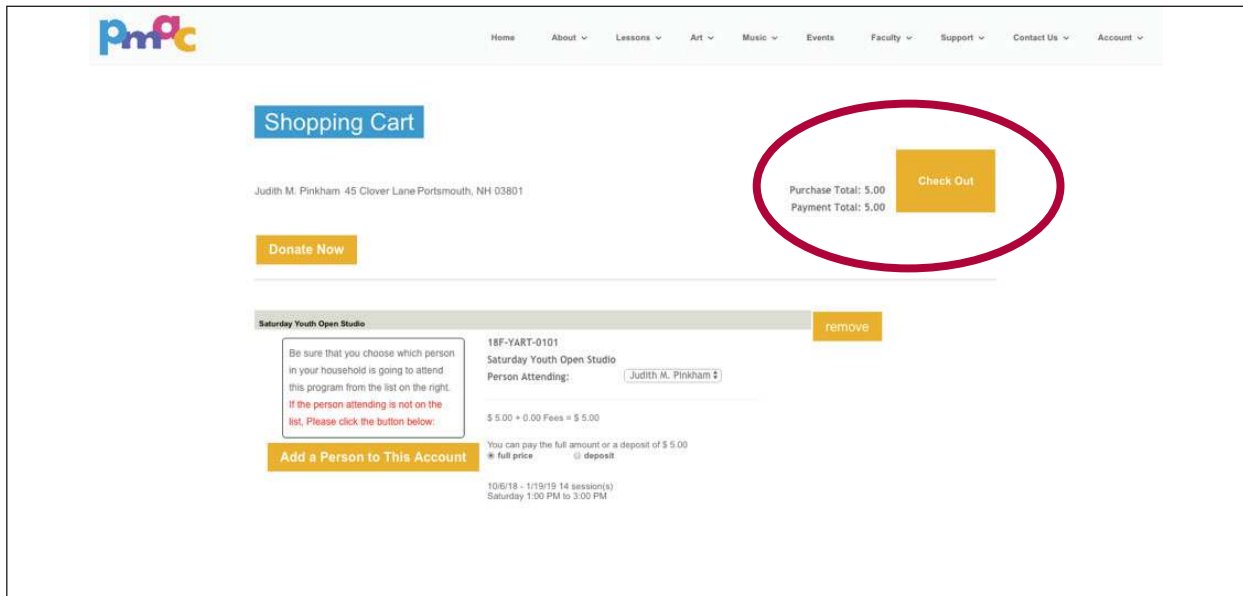 pmac
Home About Lessons Art Music Events Faculty Support Contact Us Account
Shopping Cart
Judith M. Pinkham 45 Clover Lane Portsmouth, NH 03801
Purchase Total: 5.00
Payment Total: 5.00
Check Out
Donate Now
Saturday Youth Open Studio
remove
Be sure that you choose which person
in your household is going to attend
this program from the list on the right.
If the person attending is not on the
list, Please click the button below:
Add a Person to This Account
18F-YART-0101
Saturday Youth Open Studio
Person Attending: Judith M. Pinkham
$ 5.00 + 0.00 Fees = $ 5.00
You can pay the full amount or a deposit of $ 5.00
full price deposit
10/6/18 - 1/19/19 14 session(s)
Saturday 1:00 PM to 3:00 PM